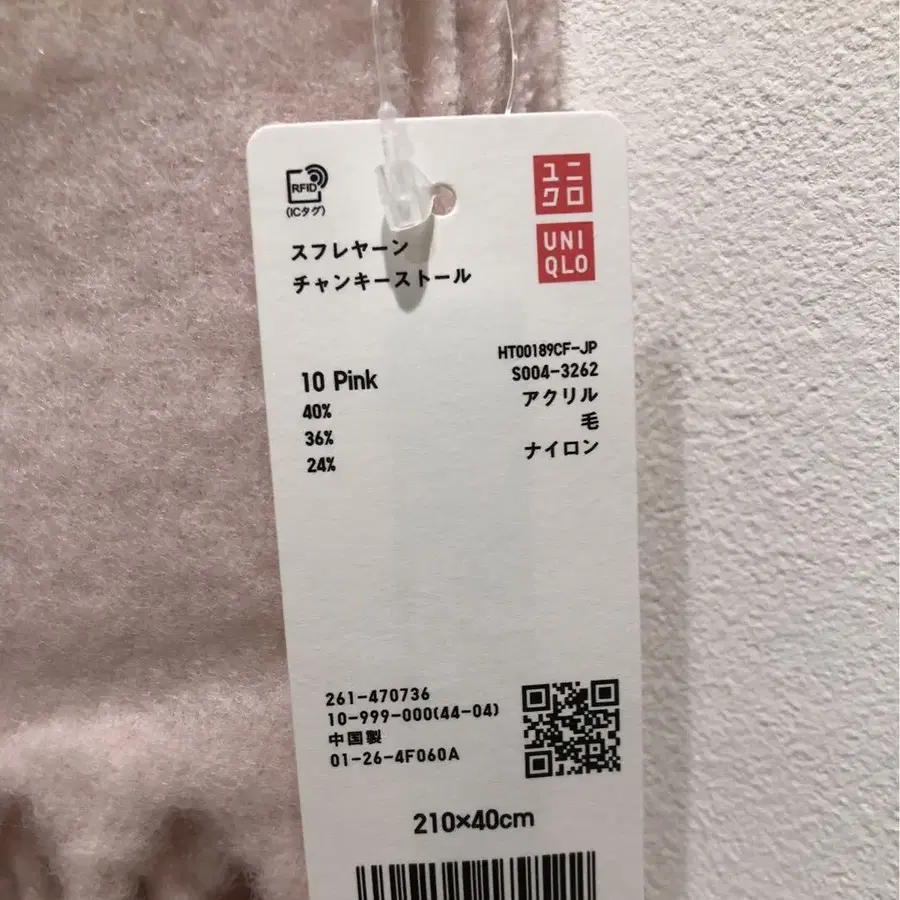 RFID
(ICタグ)
ユニ
クロ
UNI
QLO
スフレヤーン
チャンキーストール
HT00189CF-JP
S004-3262
10 Pink
40% アクリル
36% 毛
24% ナイロン
261-470736
10-999-000(44-04)
中国製
01-26-4F060A
210×40cm